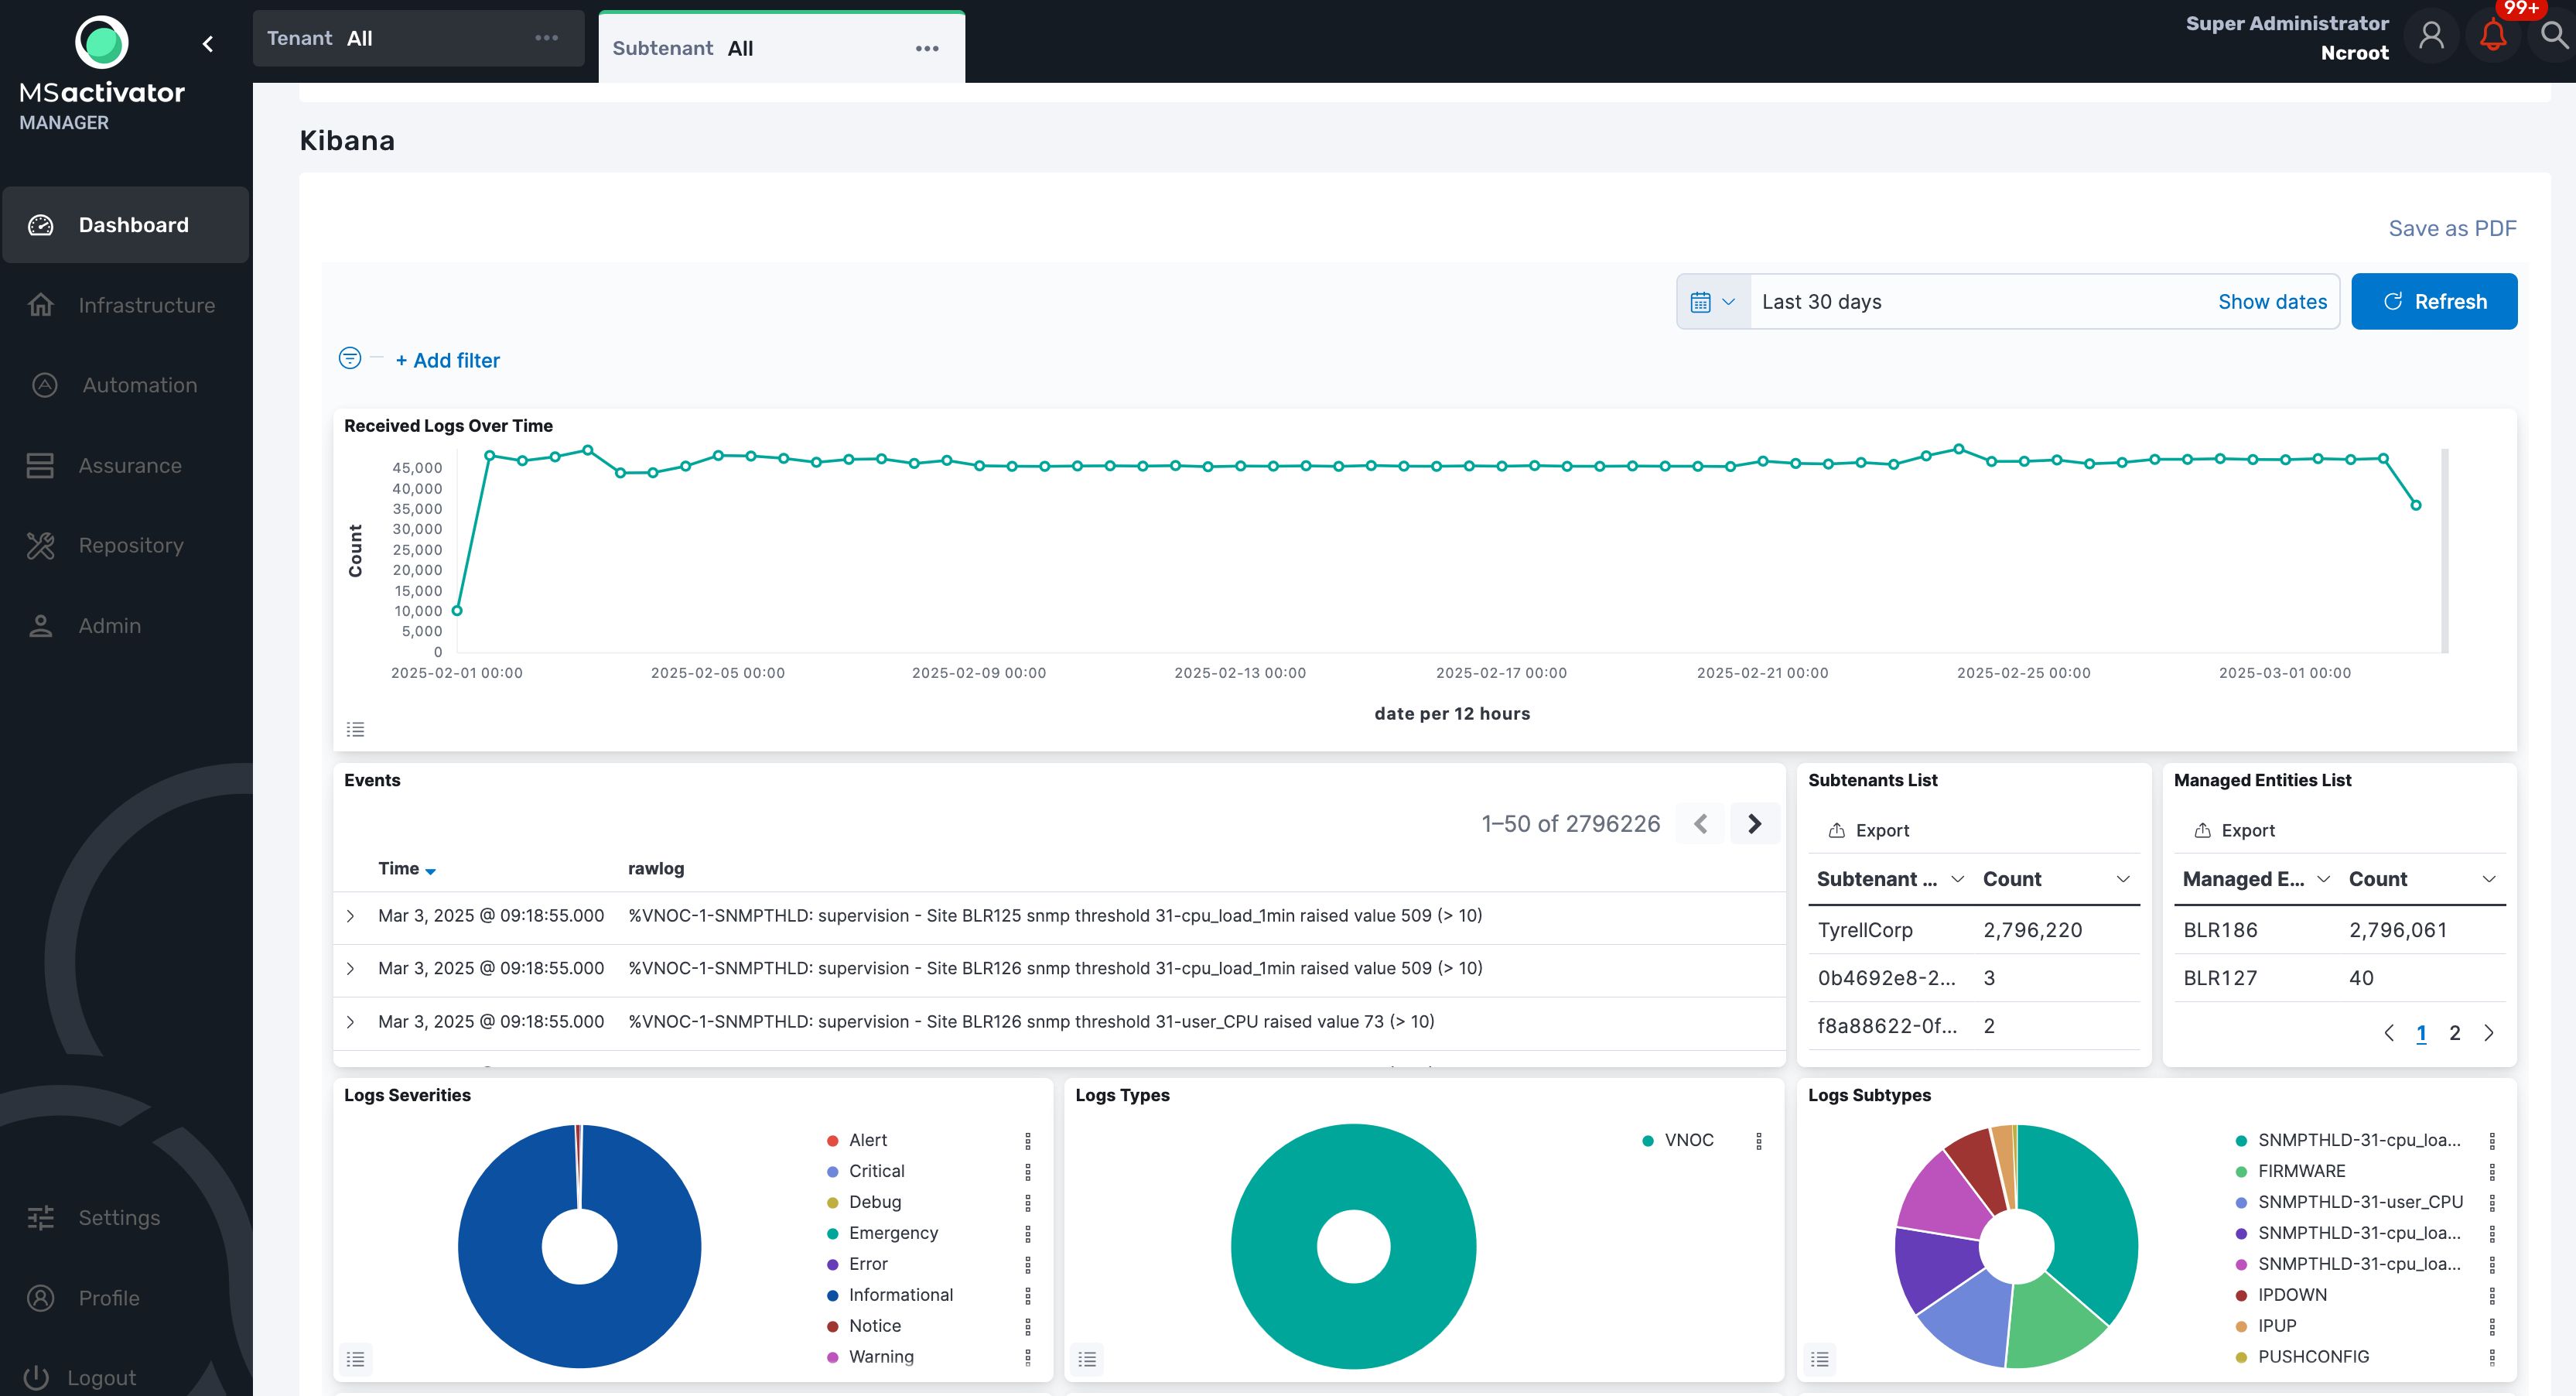 MSactivator
MANAGER
Tenant All
Subtenant All
Super Administrator
Ncroot
99+
Dashboard
Infrastructure
Automation
Assurance
Repository
Admin
Settings
Profile
Logout
Kibana
Save as PDF
Last 30 days
Show dates
Refresh
+ Add filter
Received Logs Over Time
Count
45,000
40,000
35,000
30,000
25,000
20,000
15,000
10,000
5,000
0
2025-02-01 00:00
2025-02-05 00:00
2025-02-09 00:00
2025-02-13 00:00
2025-02-17 00:00
2025-02-21 00:00
2025-02-25 00:00
2025-03-01 00:00
date per 12 hours
Events
1–50 of 2796226
Time rawlog
Mar 3, 2025 @ 09:18:55.000 %VNOC-1-SNMPTHLD: supervision - Site BLR125 snmp threshold 31-cpu_load_1min raised value 509 (> 10)
Mar 3, 2025 @ 09:18:55.000 %VNOC-1-SNMPTHLD: supervision - Site BLR126 snmp threshold 31-cpu_load_1min raised value 509 (> 10)
Mar 3, 2025 @ 09:18:55.000 %VNOC-1-SNMPTHLD: supervision - Site BLR126 snmp threshold 31-user_CPU raised value 73 (> 10)
Subtenants List
Export
Subtenant ... Count
TyrellCorp 2,796,220
0b4692e8-2... 3
f8a88622-0f... 2
Managed Entities List
Export
Managed E... Count
BLR186 2,796,061
BLR127 40
1 2
Logs Severities
Alert
Critical
Debug
Emergency
Error
Informational
Notice
Warning
Logs Types
VNOC
Logs Subtypes
SNMPTHLD-31-cpu_loa...
FIRMWARE
SNMPTHLD-31-user_CPU
SNMPTHLD-31-cpu_loa...
SNMPTHLD-31-cpu_loa...
IPDOWN
IPUP
PUSHCONFIG